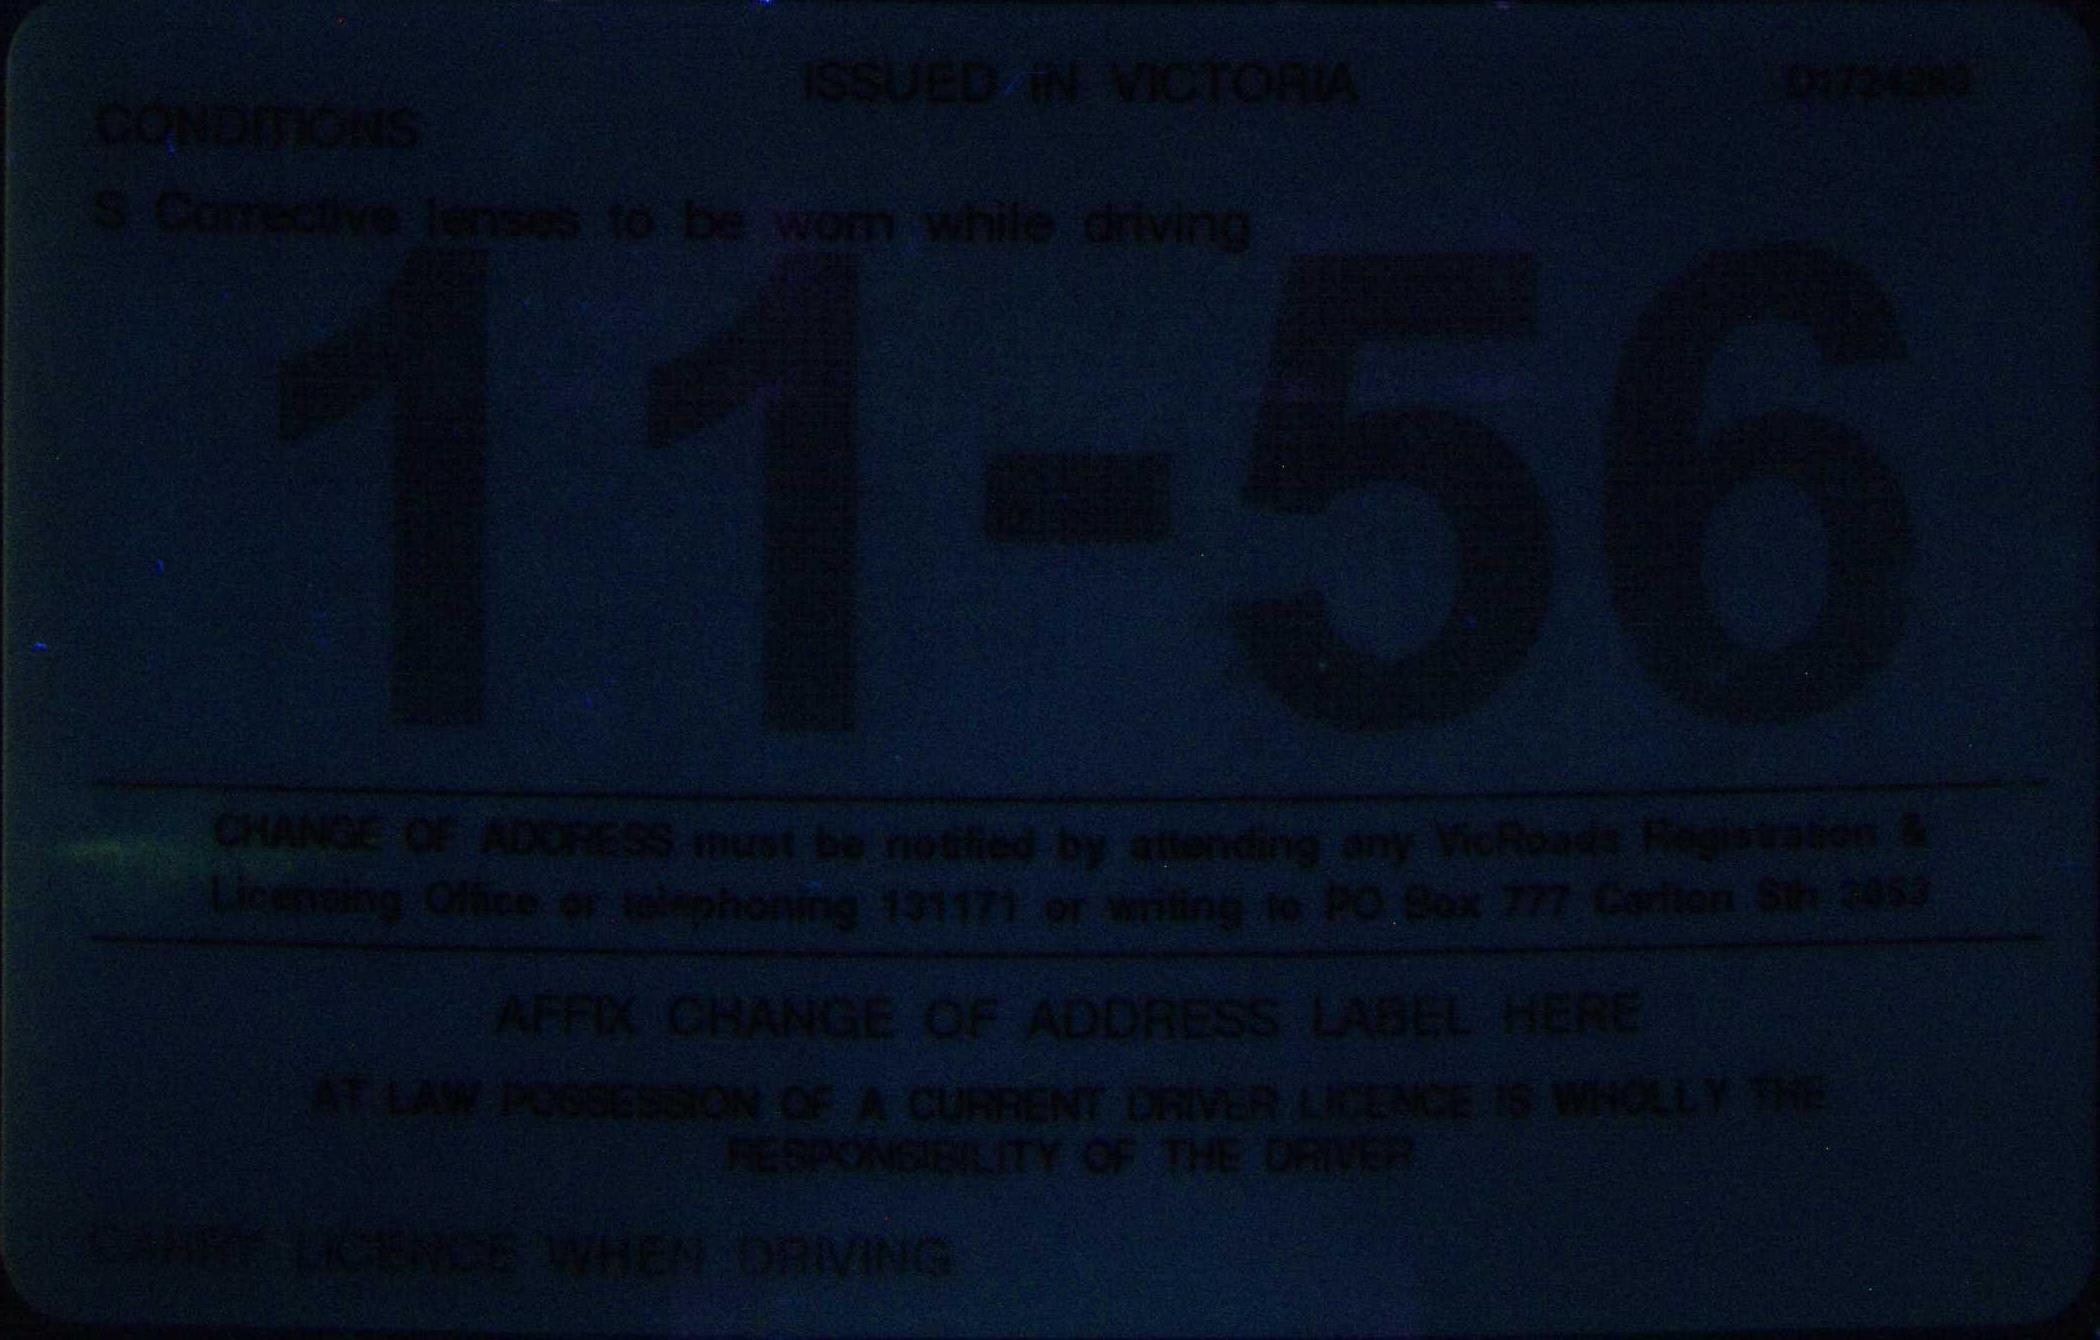 ISSUED IN VICTORIA
CONDITIONS
S Corrective lenses to be worn while driving
11-56
CHANGE OF ADDRESS must be notified by attending any VicRoads Registration &
Licensing Office or telephoning 131171 or writing to PO Box 777 Carlton Sth 3053
AFFIX CHANGE OF ADDRESS LABEL HERE
AT LAW POSSESSION OF A CURRENT DRIVER LICENCE IS WHOLLY THE
RESPONSIBILITY OF THE DRIVER
CARRY LICENCE WHEN DRIVING